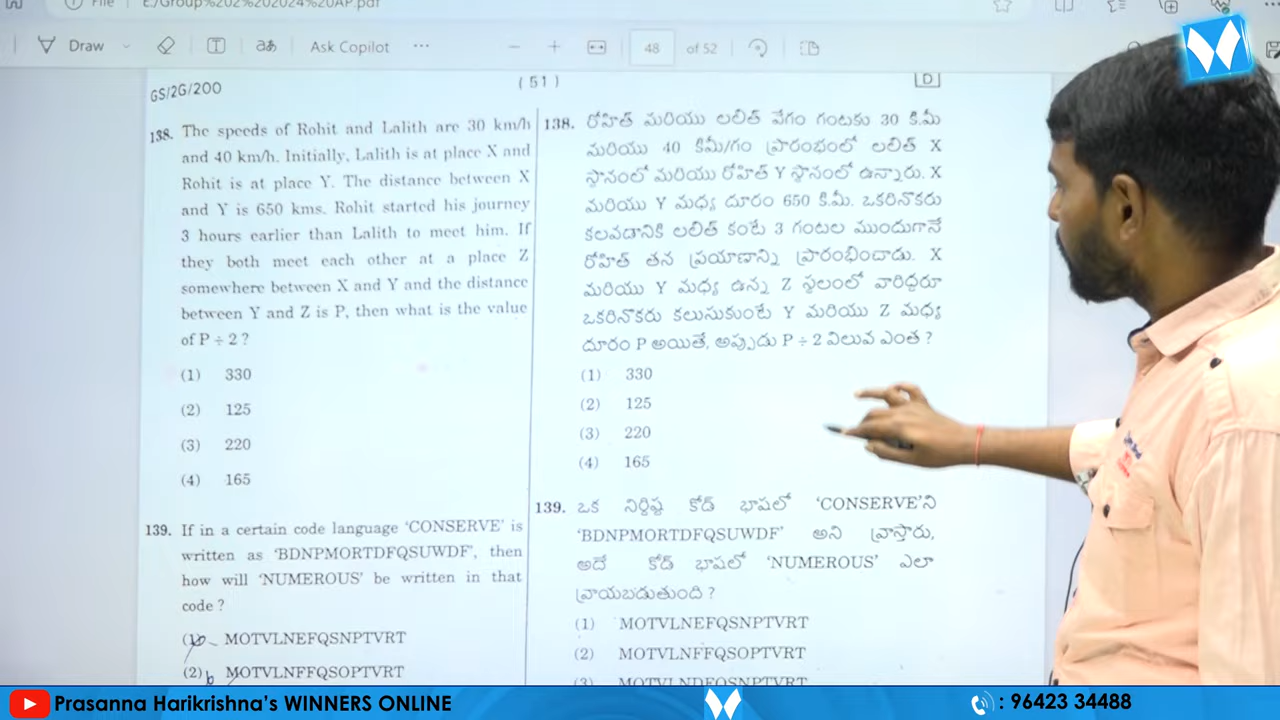 File
E:/Group%202%202024%20AP.pdf
Draw
T
aあ
Ask Copilot
48
of 52
GS/2G/200
( 51 )
D
138. The speeds of Rohit and Lalith are 30 km/h
and 40 km/h. Initially, Lalith is at place X and
Rohit is at place Y. The distance between X
and Y is 650 kms. Rohit started his journey
3 hours earlier than Lalith to meet him. If
they both meet each other at a place Z
somewhere between X and Y and the distance
between Y and Z is P, then what is the value
of P ÷ 2 ?
(1) 330
(2) 125
(3) 220
(4) 165
139. If in a certain code language 'CONSERVE' is
written as 'BDNPMORTDFQSUWDF', then
how will 'NUMEROUS' be written in that
code ?
MOTVLNEFQSNPTVRT
(2) MOTVLNFFQSOPTVRT
138. రోహిత్ మరియు లలిత్ వేగం గంటకు 30 కి.మీ
మరియు 40 కిమీ/గం ప్రారంభంలో లలిత్ X
స్థానంలో మరియు రోహిత్ Y స్థానంలో ఉన్నారు. X
మరియు Y మధ్య దూరం 650 కి.మీ. ఒకరినొకరు
కలవడానికి లలిత్ కంటే 3 గంటల ముందుగానే
రోహిత్ తన ప్రయాణాన్ని ప్రారంభించాడు. X
మరియు Y మధ్య ఉన్న Z స్థలంలో వారిద్దరూ
ఒకరినొకరు కలుసుకుంటే Y మరియు Z మధ్య
దూరం P అయితే, అప్పుడు P ÷ 2 విలువ ఎంత ?
(1) 330
(2) 125
(3) 220
(4) 165
139. ఒక నిర్దిష్ట కోడ్ భాషలో 'CONSERVE'ని
'BDNPMORTDFQSUWDF' అని వ్రాస్తారు,
అదే కోడ్ భాషలో 'NUMEROUS' ఎలా
వ్రాయబడుతుంది ?
(1) MOTVLNEFQSNPTVRT
(2) MOTVLNFFQSOPTVRT
(3) MOTVLNDFQSNPTVRT
Prasanna Harikrishna's WINNERS ONLINE
: 96423 34488